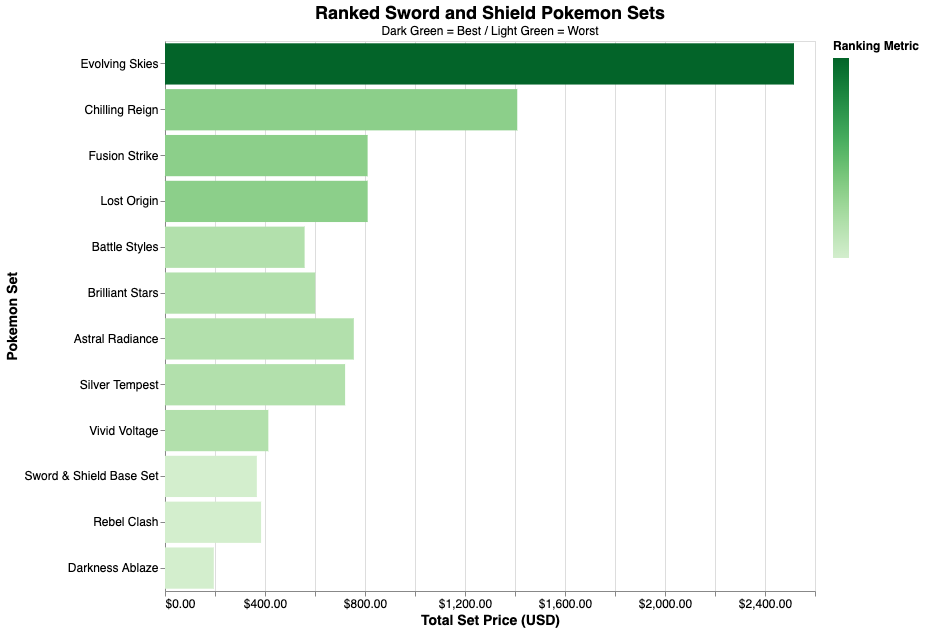 Ranked Sword and Shield Pokemon Sets
Dark Green = Best / Light Green = Worst
Ranking Metric
Pokemon Set
Evolving Skies
Chilling Reign
Fusion Strike
Lost Origin
Battle Styles
Brilliant Stars
Astral Radiance
Silver Tempest
Vivid Voltage
Sword & Shield Base Set
Rebel Clash
Darkness Ablaze
$0.00 $400.00 $800.00 $1,200.00 $1,600.00 $2,000.00 $2,400.00
Total Set Price (USD)